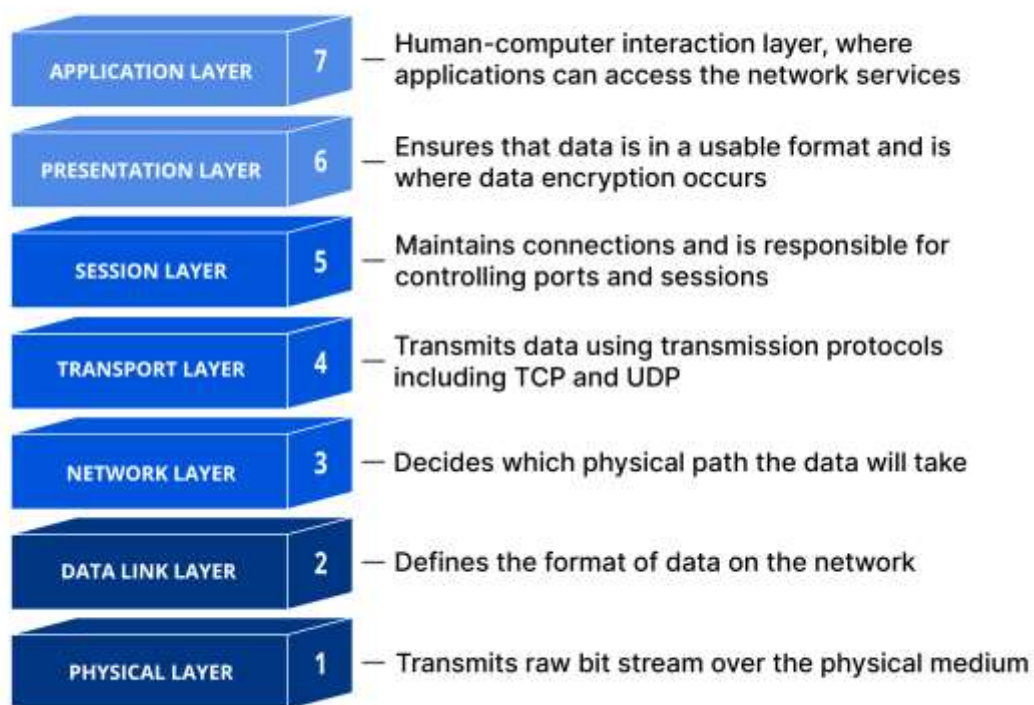 APPLICATION LAYER 7 — Human-computer interaction layer, where
applications can access the network services
PRESENTATION LAYER 6 — Ensures that data is in a usable format and is
where data encryption occurs
SESSION LAYER 5 — Maintains connections and is responsible for
controlling ports and sessions
TRANSPORT LAYER 4 — Transmits data using transmission protocols
including TCP and UDP
NETWORK LAYER 3 — Decides which physical path the data will take
DATA LINK LAYER 2 — Defines the format of data on the network
PHYSICAL LAYER 1 — Transmits raw bit stream over the physical medium